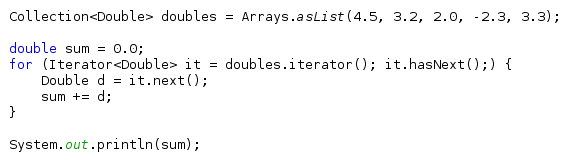 Collection<Double> doubles = Arrays.asList(4.5, 3.2, 2.0, -2.3, 3.3);
double sum = 0.0;
for (Iterator<Double> it = doubles.iterator(); it.hasNext();) {
    Double d = it.next();
    sum += d;
}
System.out.println(sum);